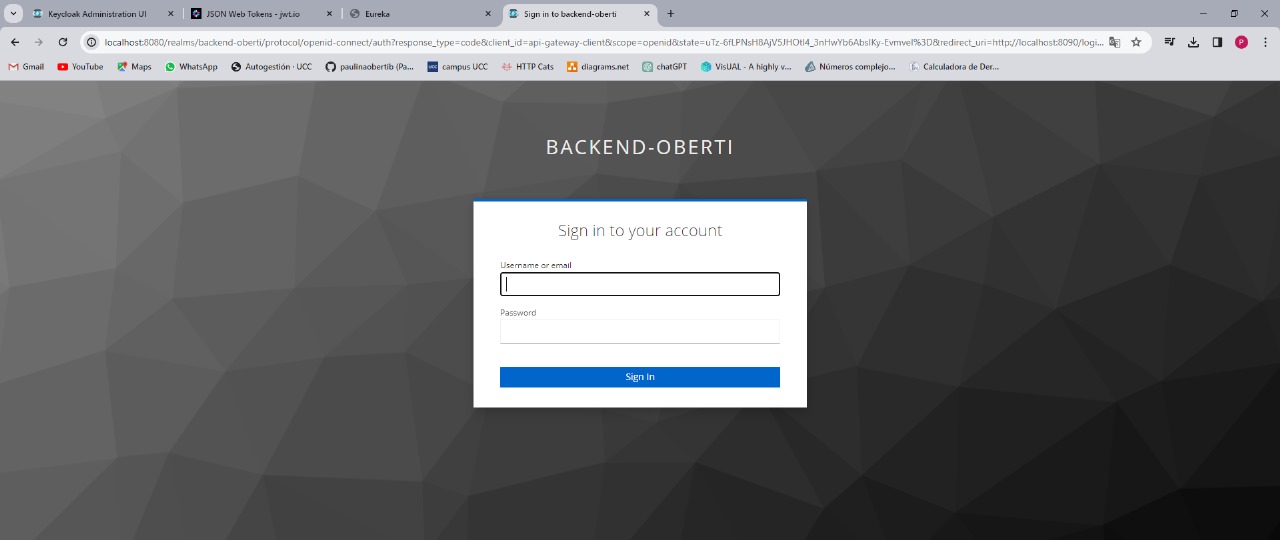 Keycloak Administration UI
JSON Web Tokens - jwt.io
Eureka
Sign in to backend-oberti
localhost:8080/realms/backend-oberti/protocol/openid-connect/auth?response_type=code&client_id=api-gateway-client&scope=openid&state=uTz-6fLPNsH8AjV5JHOtI4_3nHwYb6AbslKy-Evmvel%3D&redirect_uri=http://localhost:8090/logi...
P
Gmail
YouTube
Maps
WhatsApp
Autogestión · UCC
paulinaobertib (Pa...
UCC
campus UCC
HTTP Cats
diagrams.net
chatGPT
VisUAL - A highly v...
Números complejo...
Calculadora de Der...
BACKEND-OBERTI
Sign in to your account
Username or email
Password
Sign In